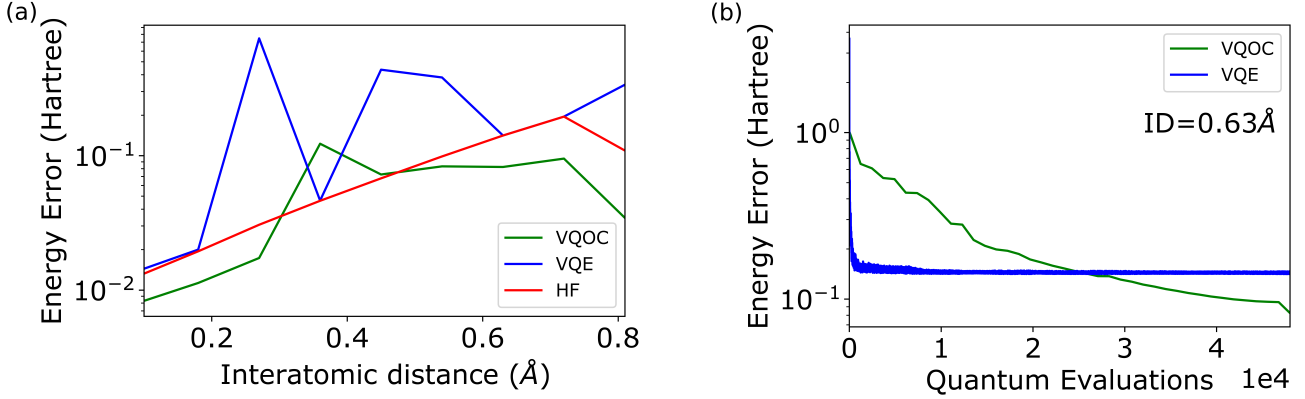 (a)
Energy Error (Hartree)
10⁻¹
10⁻²
VQOC
VQE
HF
0.2 0.4 0.6 0.8
Interatomic distance (Å)
(b)
Energy Error (Hartree)
10⁰
10⁻¹
VQOC
VQE
ID=0.63Å
0 1 2 3 4
1e4
Quantum Evaluations